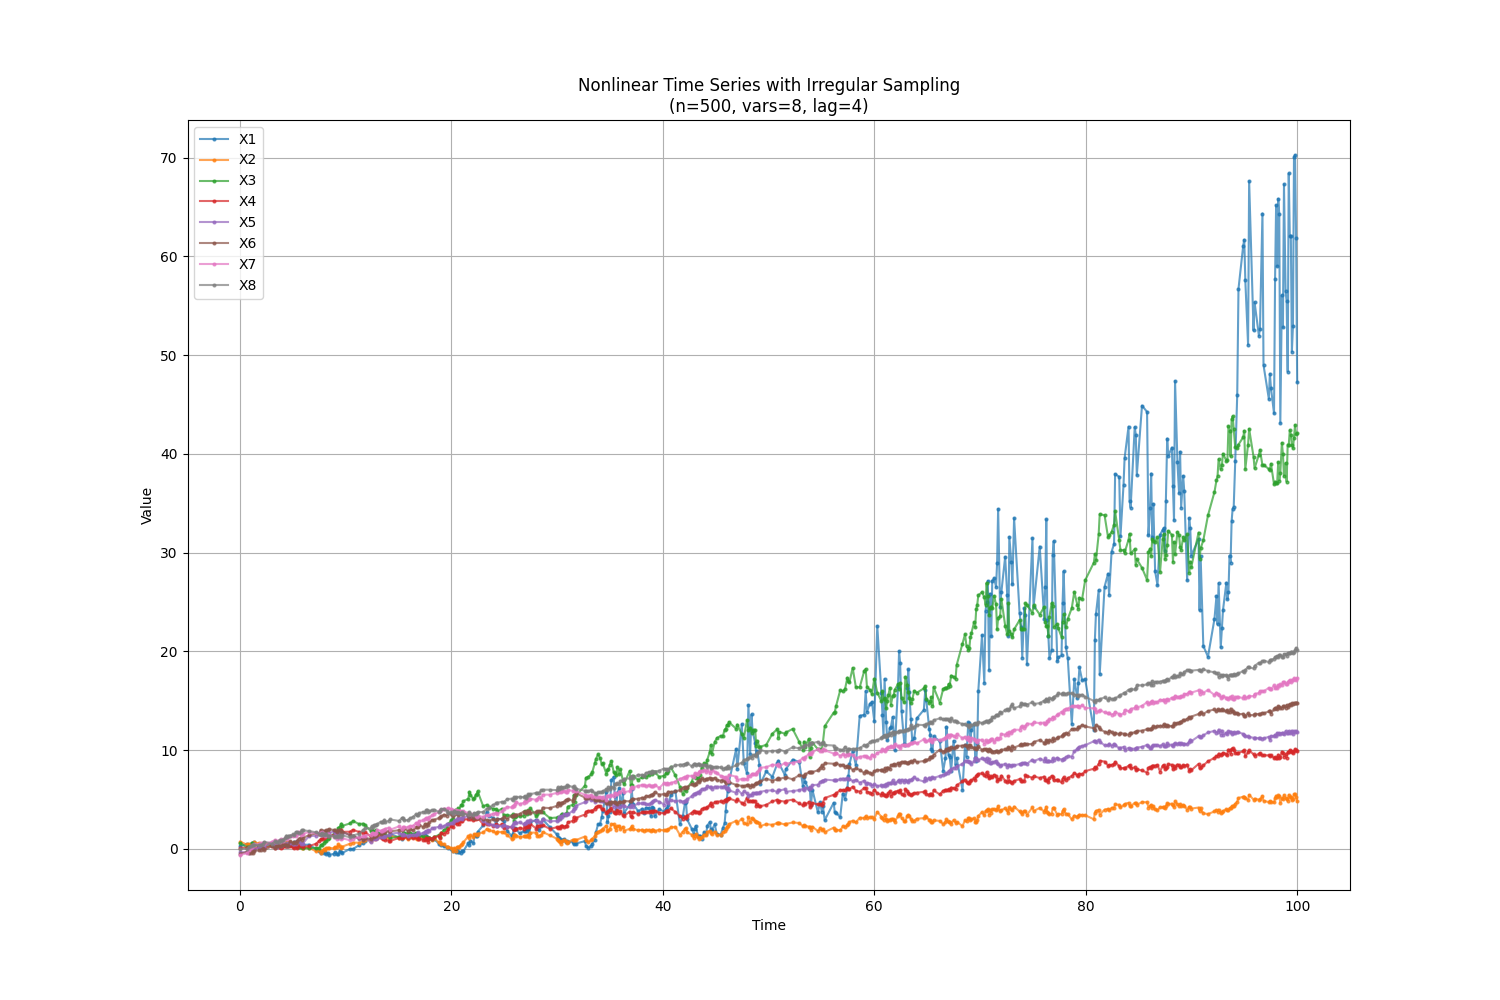 Nonlinear Time Series with Irregular Sampling
(n=500, vars=8, lag=4)
X1
X2
X3
X4
X5
X6
X7
X8
70
60
50
40
30
20
10
0
Value
0 20 40 60 80 100
Time